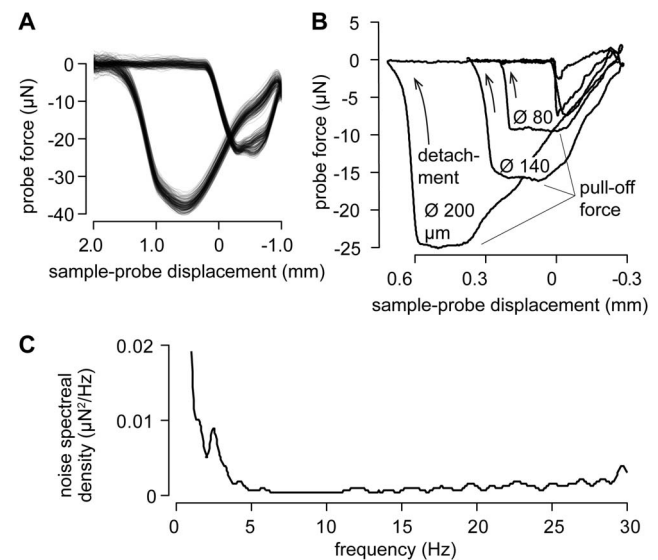 A
probe force (µN)
0
-10
-20
-30
-40
2.0 1.0 0 -1.0
sample-probe displacement (mm)
B
probe force (µN)
5
0
-5
-10
-15
-20
-25
Ø 80
Ø 140
Ø 200
µm
detach-
ment
pull-off
force
0.6 0.3 0 -0.3
sample-probe displacement (mm)
C
noise spectreal
density (µN²/Hz)
0.02
0.01
0
0 5 10 15 20 25 30
frequency (Hz)